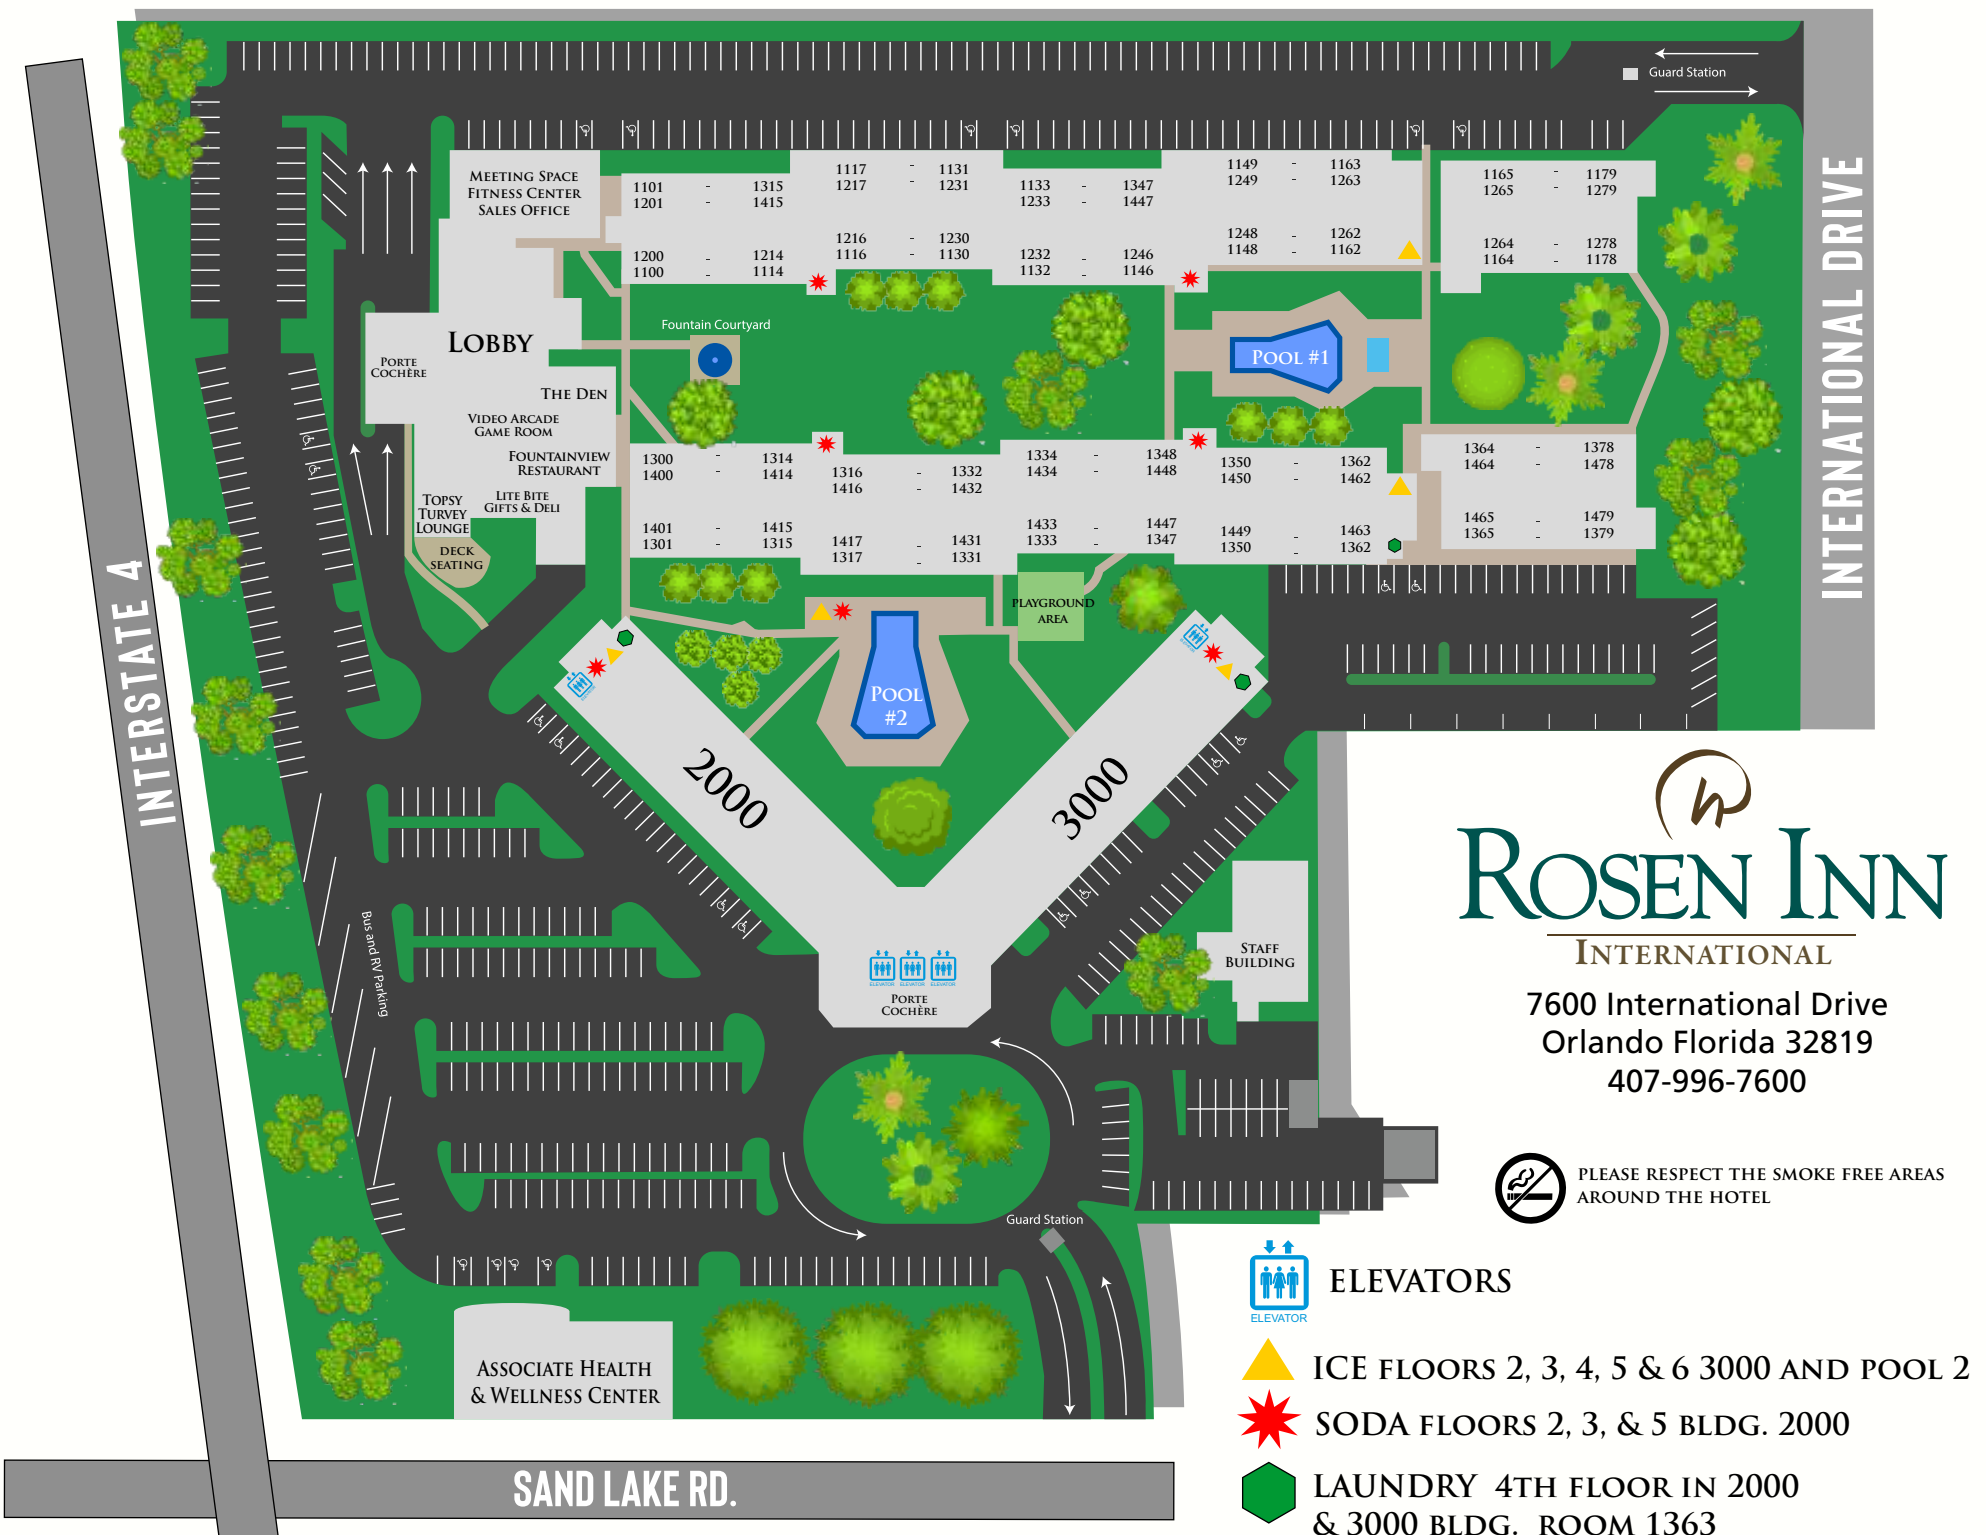 Guard Station
INTERNATIONAL DRIVE
INTERSTATE 4
MEETING SPACE
FITNESS CENTER
SALES OFFICE
1101 - 1315
1201 - 1415
1200 - 1214
1100 - 1114
1117 - 1131
1217 - 1231
1216 - 1230
1116 - 1130
1133 - 1347
1233 - 1447
1232 - 1246
1132 - 1146
1149 - 1163
1249 - 1263
1248 - 1262
1148 - 1162
1165 - 1179
1265 - 1279
1264 - 1278
1164 - 1178
LOBBY
PORTE
COCHÈRE
THE DEN
VIDEO ARCADE
GAME ROOM
FOUNTAINVIEW
RESTAURANT
LITE BITE
GIFTS & DELI
TOPSY
TURVEY
LOUNGE
DECK
SEATING
Fountain Courtyard
POOL #1
1300 - 1314
1400 - 1414
1401 - 1415
1301 - 1315
1316 - 1332
1416 - 1432
1417 - 1431
1317 - 1331
1334 - 1348
1434 - 1448
1433 - 1447
1333 - 1347
1350 - 1362
1450 - 1462
1449 - 1463
1350 - 1362
1364 - 1378
1464 - 1478
1465 - 1479
1365 - 1379
PLAYGROUND
AREA
POOL
#2
2000
3000
ELEVATOR ELEVATOR ELEVATOR
PORTE
COCHÈRE
STAFF
BUILDING
Bus and RV Parking
Guard Station
ASSOCIATE HEALTH
& WELLNESS CENTER
SAND LAKE RD.
ROSEN INN
INTERNATIONAL
7600 International Drive
Orlando Florida 32819
407-996-7600
PLEASE RESPECT THE SMOKE FREE AREAS
AROUND THE HOTEL
ELEVATOR
ELEVATORS
ICE FLOORS 2, 3, 4, 5 & 6 3000 AND POOL 2
SODA FLOORS 2, 3, & 5 BLDG. 2000
LAUNDRY 4TH FLOOR IN 2000
& 3000 BLDG. ROOM 1363